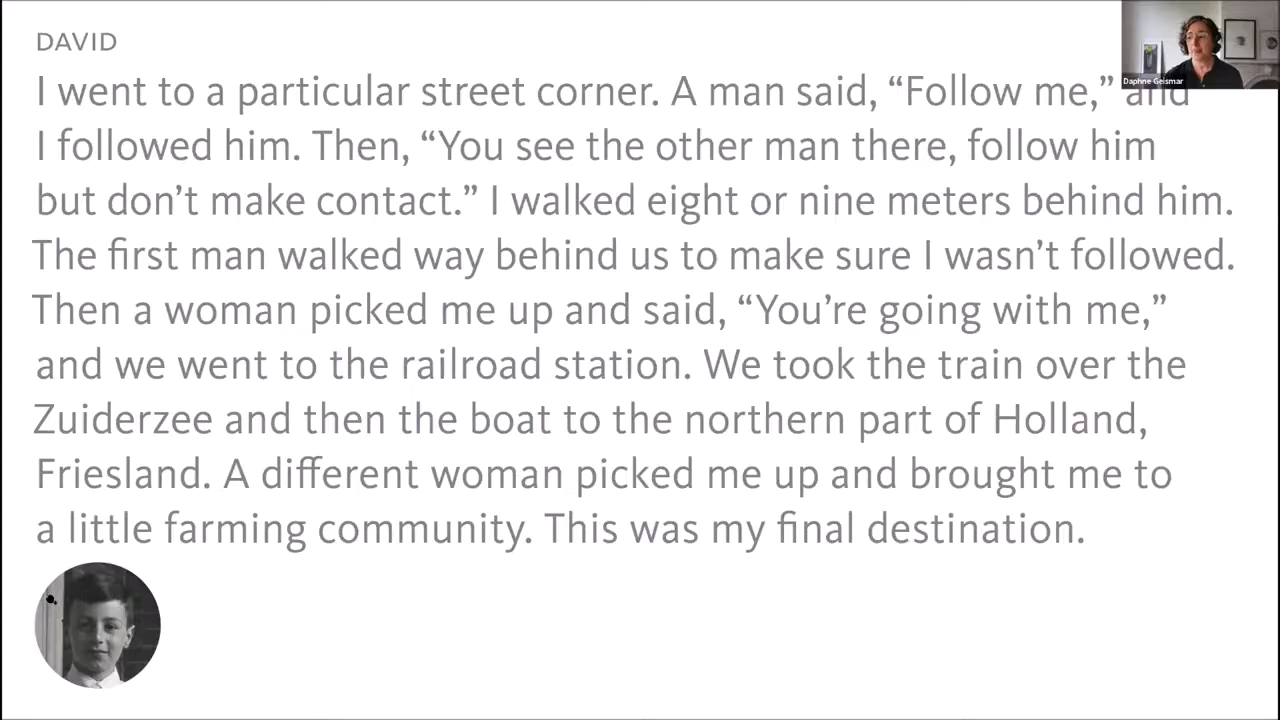 DAVID
I went to a particular street corner. A man said, “Follow me,” and
I followed him. Then, “You see the other man there, follow him
but don’t make contact.” I walked eight or nine meters behind him.
The first man walked way behind us to make sure I wasn’t followed.
Then a woman picked me up and said, “You’re going with me,”
and we went to the railroad station. We took the train over the
Zuiderzee and then the boat to the northern part of Holland,
Friesland. A different woman picked me up and brought me to
a little farming community. This was my final destination.
Daphne Geismar